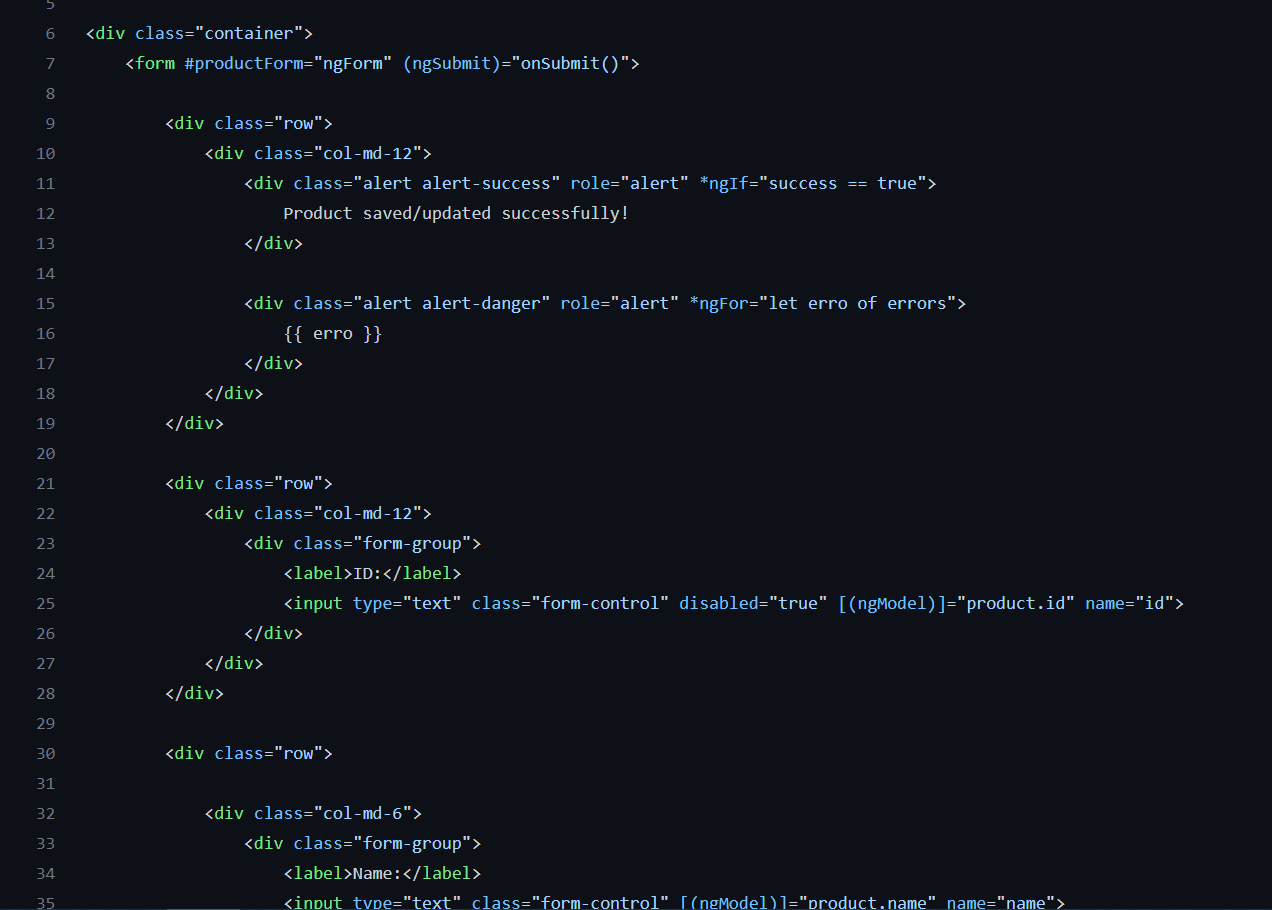 5
6 <div class="container">
7 <form #productForm="ngForm" (ngSubmit)="onSubmit()">
8
9 <div class="row">
10 <div class="col-md-12">
11 <div class="alert alert-success" role="alert" *ngIf="success == true">
12 Product saved/updated successfully!
13 </div>
14
15 <div class="alert alert-danger" role="alert" *ngFor="let erro of errors">
16 {{ erro }}
17 </div>
18 </div>
19 </div>
20
21 <div class="row">
22 <div class="col-md-12">
23 <div class="form-group">
24 <label>ID:</label>
25 <input type="text" class="form-control" disabled="true" [(ngModel)]="product.id" name="id">
26 </div>
27 </div>
28 </div>
29
30 <div class="row">
31
32 <div class="col-md-6">
33 <div class="form-group">
34 <label>Name:</label>
35 <input type="text" class="form-control" [(ngModel)]="product.name" name="name">